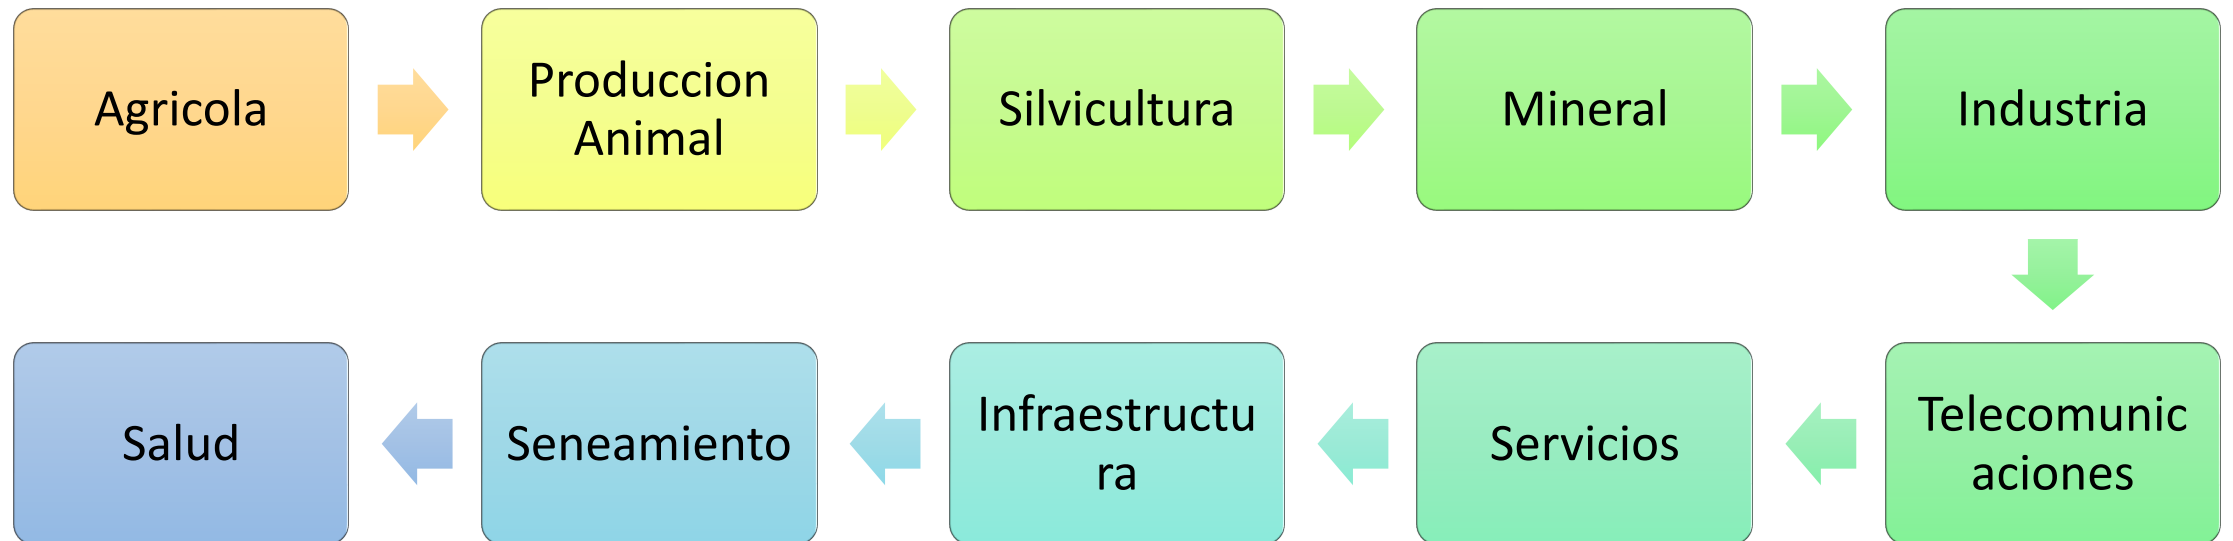 Agricola
Produccion
Animal
Silvicultura
Mineral
Industria
Telecomunic
aciones
Servicios
Infraestructu
ra
Seneamiento
Salud